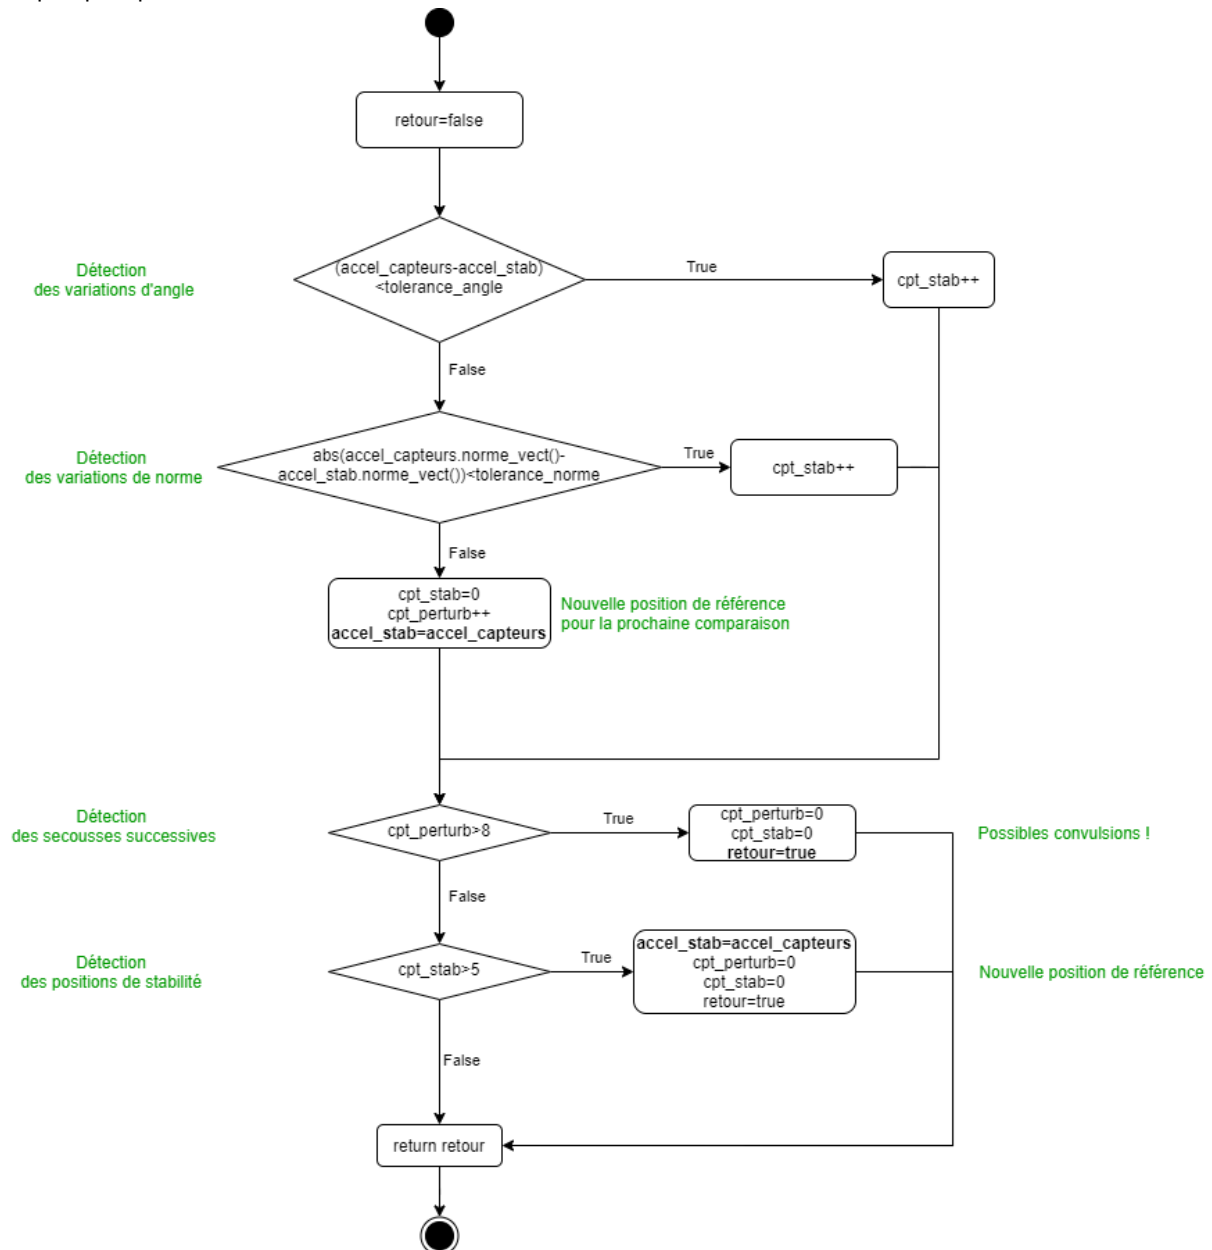 retour=false
Détection
des variations d'angle
(accel_capteurs-accel_stab)
<tolerance_angle
True
cpt_stab++
False
Détection
des variations de norme
abs(accel_capteurs.norme_vect()-
accel_stab.norme_vect())<tolerance_norme
True
cpt_stab++
False
cpt_stab=0
cpt_perturb++
accel_stab=accel_capteurs
Nouvelle position de référence
pour la prochaine comparaison
Détection
des secousses successives
cpt_perturb>8
True
cpt_perturb=0
cpt_stab=0
retour=true
Possibles convulsions !
False
Détection
des positions de stabilité
cpt_stab>5
True
accel_stab=accel_capteurs
cpt_perturb=0
cpt_stab=0
retour=true
Nouvelle position de référence
False
return retour